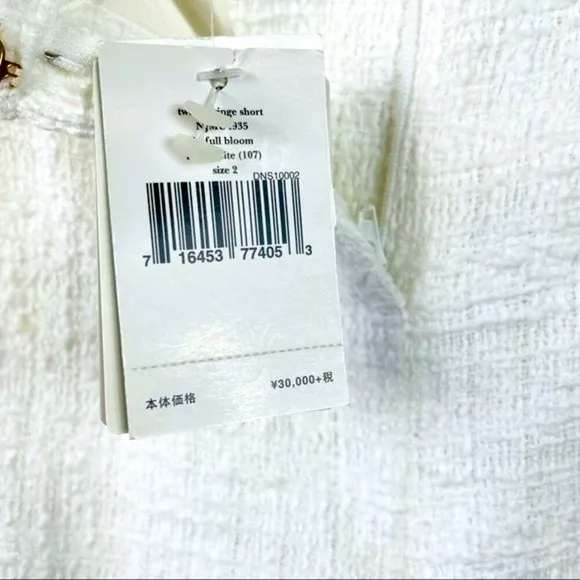 short
full bloom
(107)
size 2
DNS10002
7 16453 77405 3
本体価格 ¥30,000+税